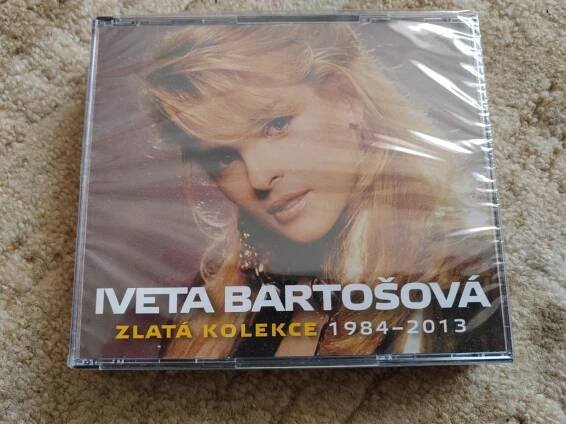 IVETA BARTOŠOVÁ
ZLATÁ KOLEKCE 1984–2013